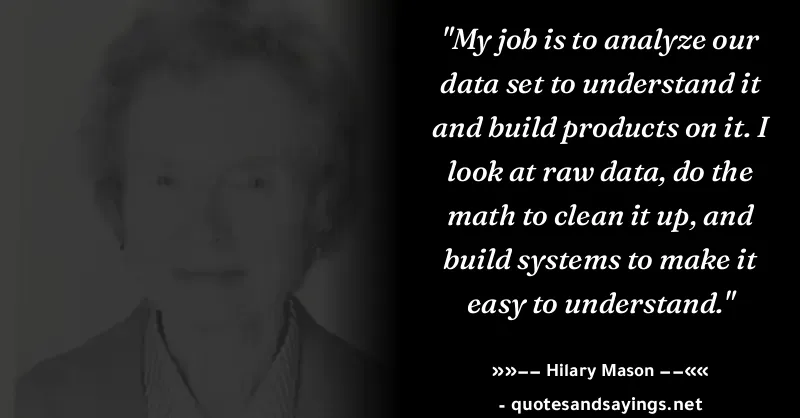 "My job is to analyze our
data set to understand it
and build products on it. I
look at raw data, do the
math to clean it up, and
build systems to make it
easy to understand."
»»-- Hilary Mason --««
- quotesandsayings.net